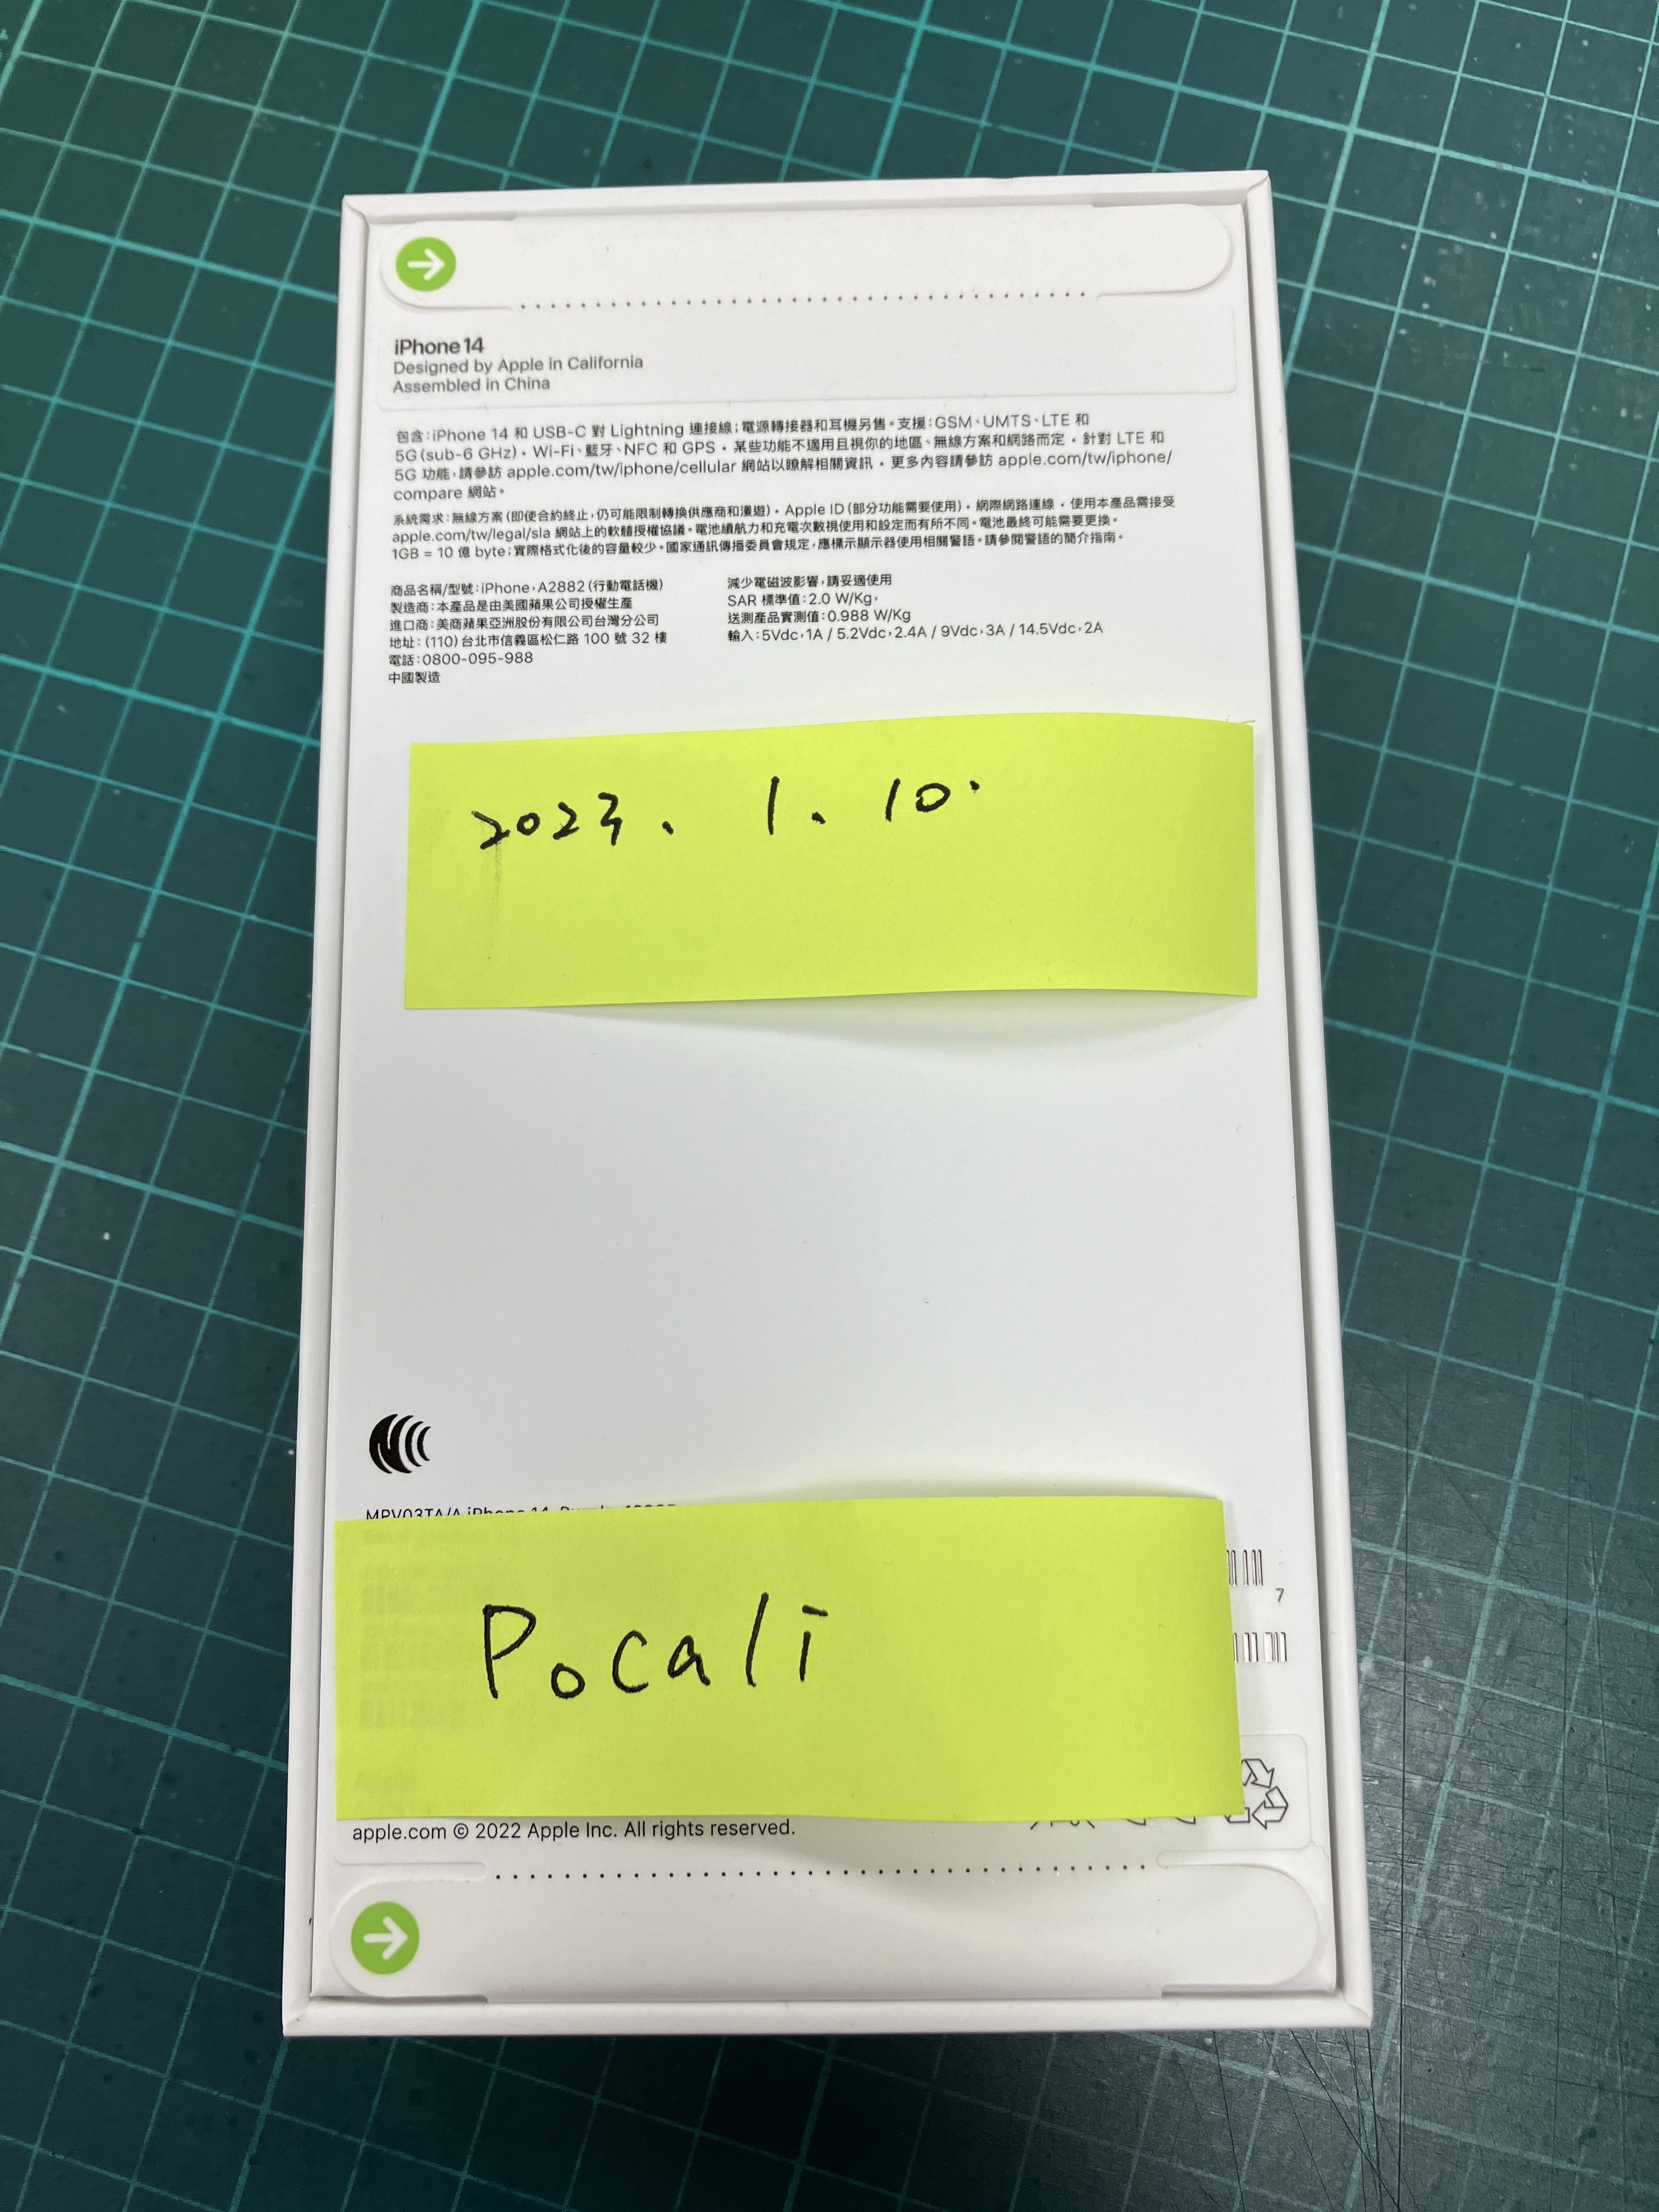 iPhone 14
Designed by Apple in California
Assembled in China
包含：iPhone 14 和 USB-C 對 Lightning 連接線；電源轉接器和耳機另售。支援：GSM、UMTS、LTE 和
5G (sub-6 GHz)。Wi-Fi、藍牙、NFC 和 GPS。某些功能不適用且視你的地區、無線方案和網路而定。針對 LTE 和
5G 功能，請參訪 apple.com/tw/iphone/cellular 網站以瞭解相關資訊。更多內容請參訪 apple.com/tw/iphone/
compare 網站。
系統需求：無線方案 (即使合約終止，仍可能限制轉換供應商和漫遊)。Apple ID (部分功能需要使用)。網際網路連線。使用本產品需接受
apple.com/tw/legal/sla 網站上的軟體授權協議。電池續航力和充電次數視使用和設定而有所不同。電池最終可能需要更換。
1GB = 10 億 byte；實際格式化後的容量較少。國家通訊傳播委員會規定，應標示顯示器使用相關警語。請參閱警語的簡介指南。
商品名稱/型號：iPhone，A2882 (行動電話機)
製造商：本產品是由美國蘋果公司授權生產
進口商：美商蘋果亞洲股份有限公司台灣分公司
地址：(110) 台北市信義區松仁路 100 號 32 樓
電話：0800-095-988
中國製造
減少電磁波影響，請妥適使用
SAR 標準值：2.0 W/Kg，
送測產品實測值：0.988 W/Kg
輸入：5Vdc，1A / 5.2Vdc，2.4A / 9Vdc，3A / 14.5Vdc，2A
2023. 1. 10.
MPV03TA/A iPhone 14,
7
Pocali
apple.com © 2022 Apple Inc. All rights reserved.